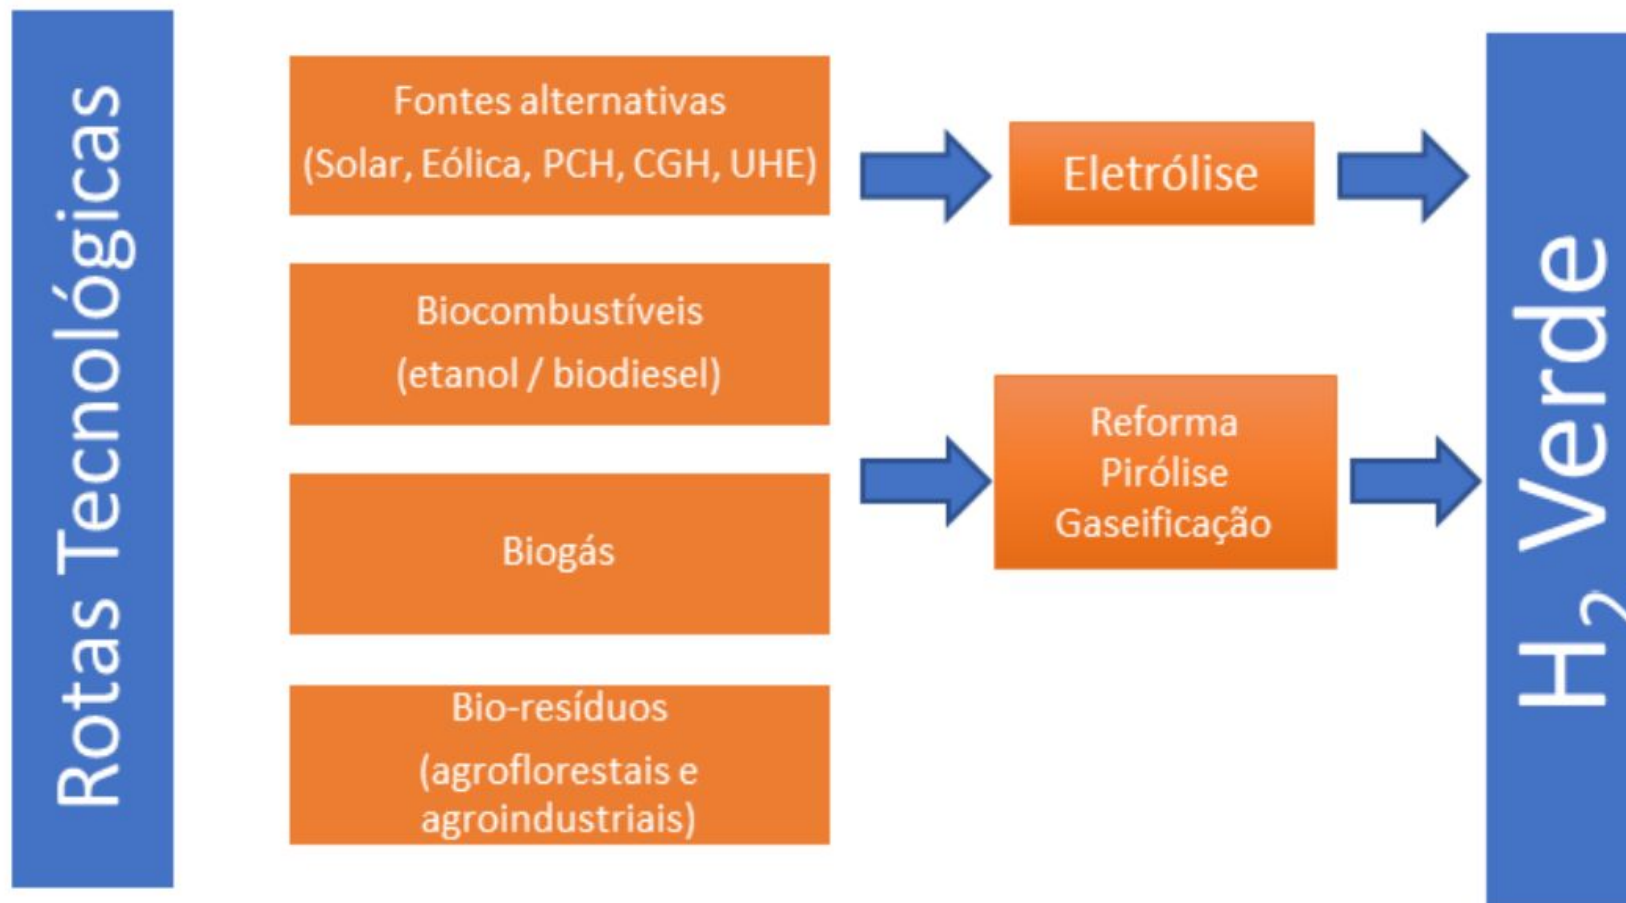 Rotas Tecnológicas
Fontes alternativas
(Solar, Eólica, PCH, CGH, UHE)
Eletrólise
Biocombustíveis
(etanol / biodiesel)
Biogás
Reforma
Pirólise
Gaseificação
Bio-resíduos
(agroflorestais e
agroindustriais)
H₂ Verde